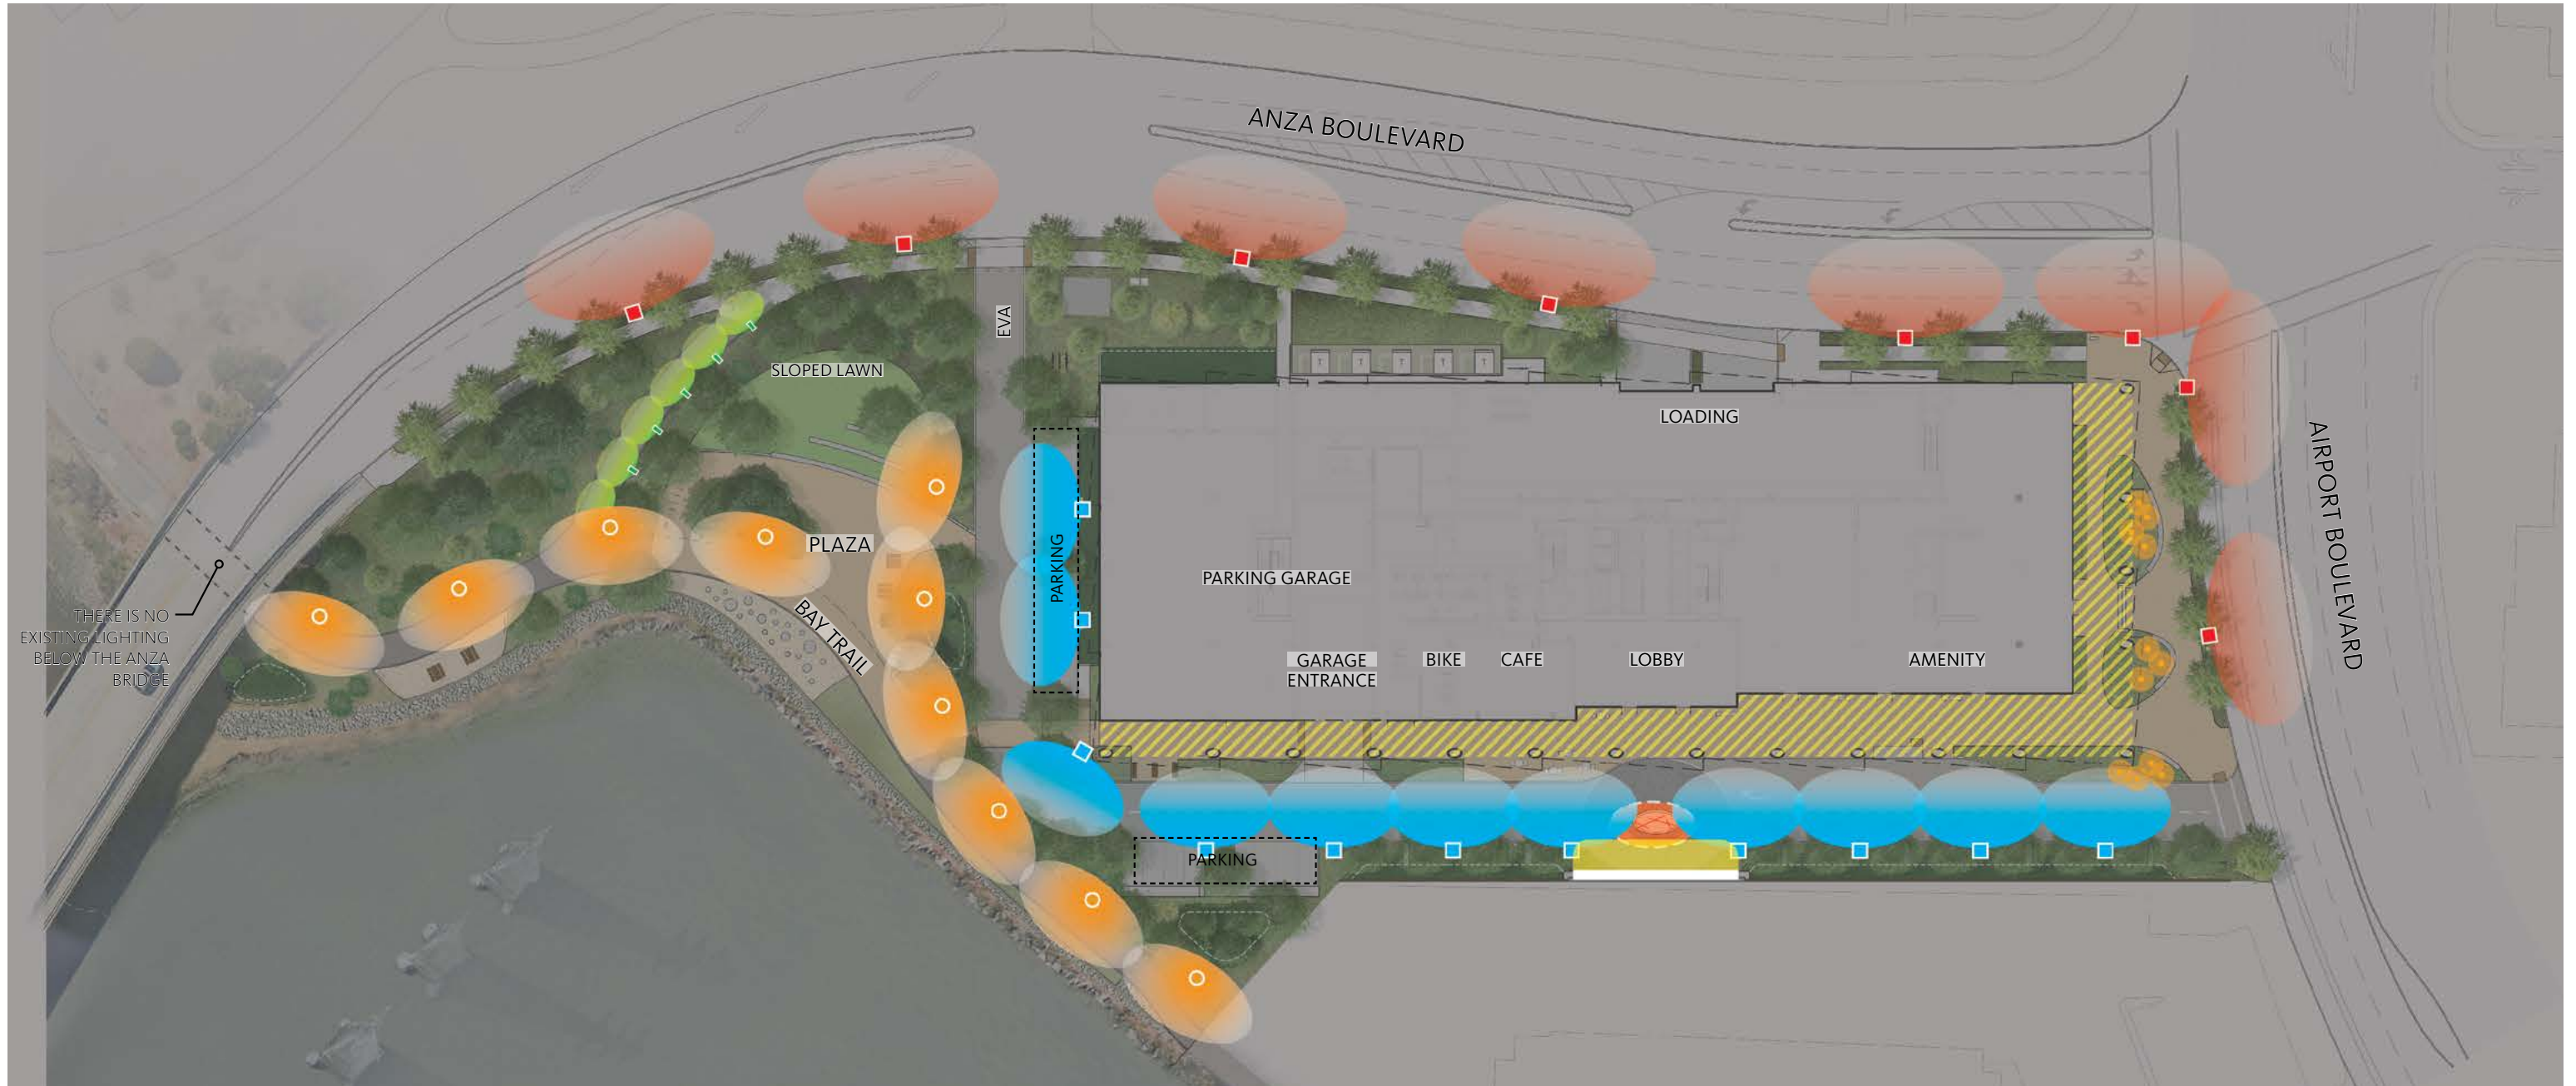 ANZA BOULEVARD
EVA
SLOPED LAWN
LOADING
T T T T T
AIRPORT BOULEVARD
PLAZA
PARKING
PARKING GARAGE
THERE IS NO
EXISTING LIGHTING
BELOW THE ANZA
BRIDGE
BAY TRAIL
GARAGE
ENTRANCE
BIKE
CAFE
LOBBY
AMENITY
PARKING